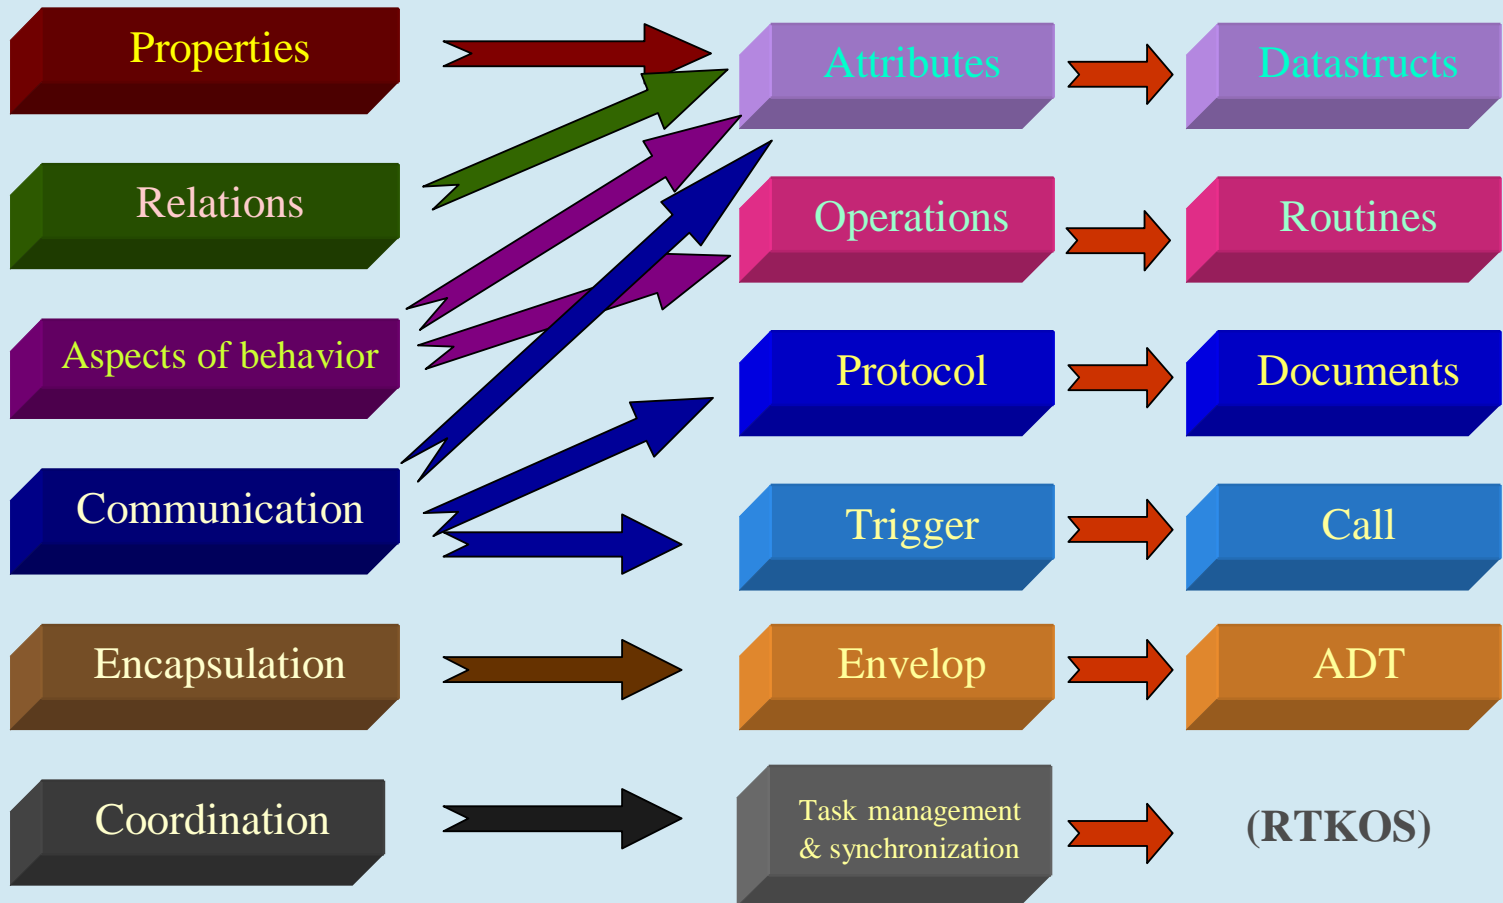 Properties
Attributes
Datastructs
Relations
Operations
Routines
Aspects of behavior
Protocol
Documents
Communication
Trigger
Call
Encapsulation
Envelop
ADT
Coordination
Task management
& synchronization
(RTKOS)